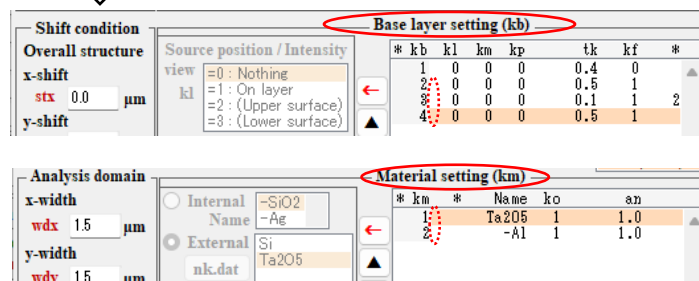 Shift condition
Overall structure
x-shift
stx 0.0 μm
y-shift
Source position / Intensity
view
kl
=0 : Nothing
=1 : On layer
=2 : (Upper surface)
=3 : (Lower surface)
Base layer setting (kb)
* kb kl km kp tk kf *
1 0 0 0 0.4 0
2 0 0 0 0.5 1
3 0 0 0 0.1 1 2
4 0 0 0 0.5 1
Analysis domain
x-width
wdx 1.5 μm
y-width
wdy 1.5 μm
Internal
Name
-SiO2
-Ag
External
nk.dat
Si
Ta2O5
Material setting (km)
* km * Name ko an
1 Ta2O5 1 1.0
2 -Al 1 1.0